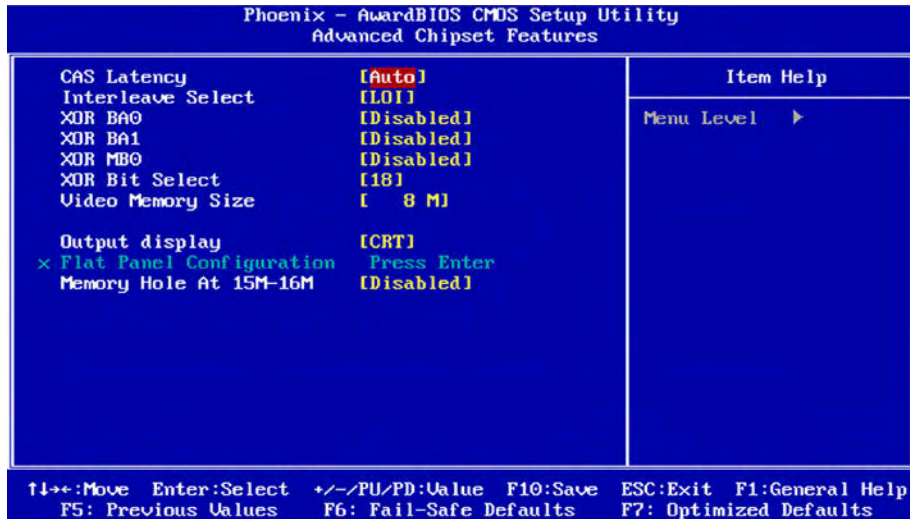 Phoenix - AwardBIOS CMOS Setup Utility
Advanced Chipset Features
CAS Latency [Auto]
Interleave Select [LOI]
XOR BA0 [Disabled]
XOR BA1 [Disabled]
XOR MB0 [Disabled]
XOR Bit Select [18]
Video Memory Size [ 8 M]
Output display [CRT]
x Flat Panel Configuration Press Enter
Memory Hole At 15M-16M [Disabled]
Item Help
Menu Level ▶
↑↓→←:Move Enter:Select +/-/PU/PD:Value F10:Save ESC:Exit F1:General Help
F5: Previous Values F6: Fail-Safe Defaults F7: Optimized Defaults